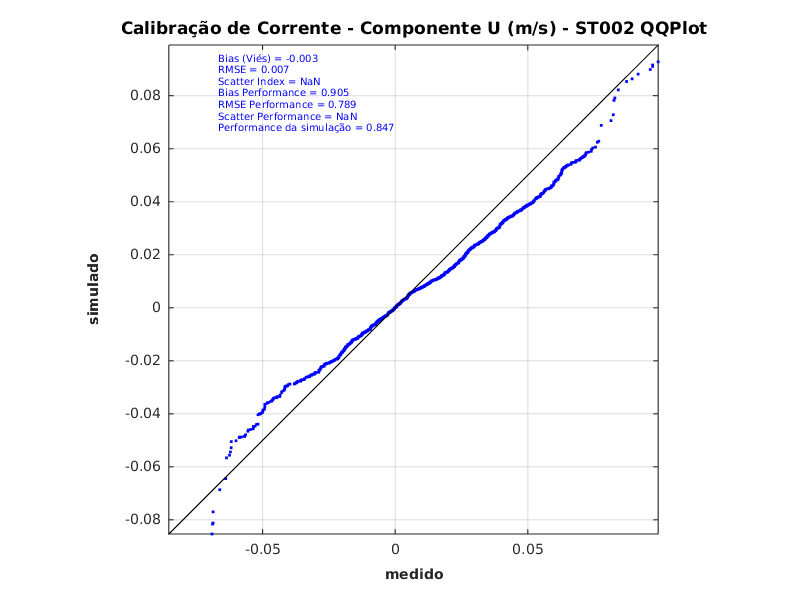 Calibração de Corrente - Componente U (m/s) - ST002 QQPlot
Bias (Viés) = -0.003
RMSE = 0.007
Scatter Index = NaN
Bias Performance = 0.905
RMSE Performance = 0.789
Scatter Performance = NaN
Performance da simulação = 0.847
0.08
0.06
0.04
0.02
0
-0.02
-0.04
-0.06
-0.08
simulado
-0.05
0
0.05
medido